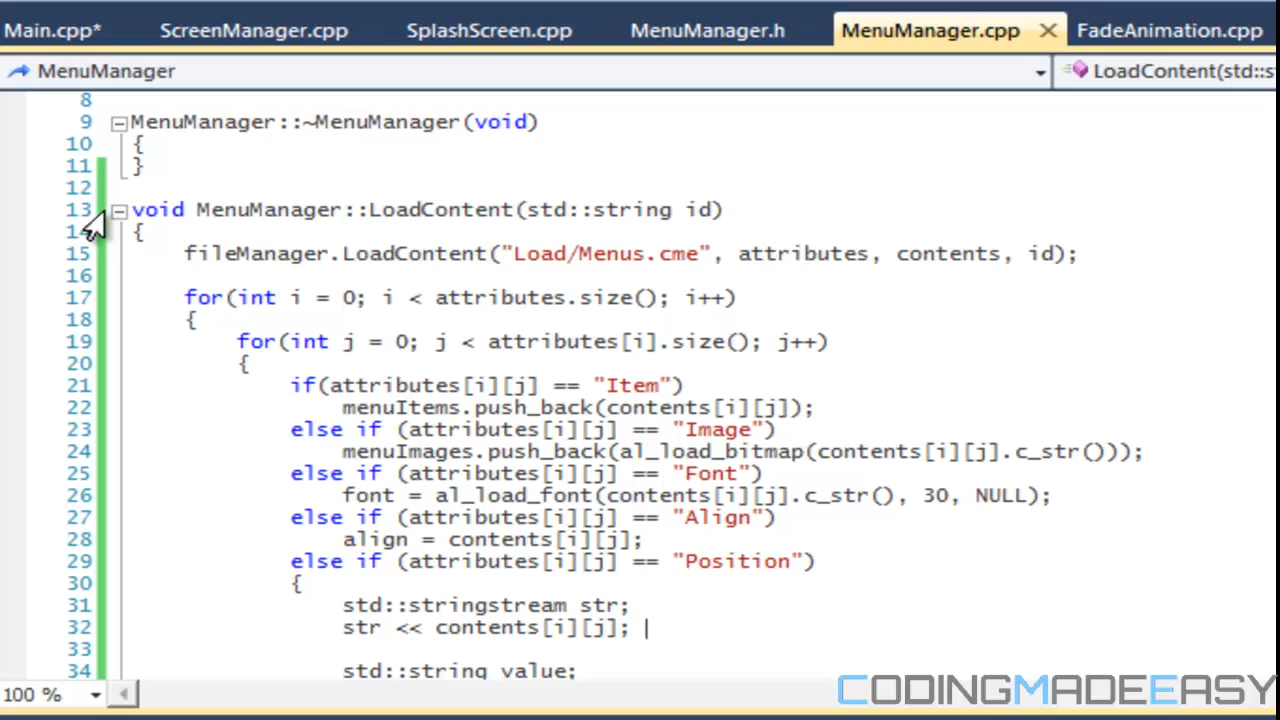 Main.cpp* ScreenManager.cpp SplashScreen.cpp MenuManager.h MenuManager.cpp FadeAnimation.cpp
MenuManager LoadContent(std::s
8
9 MenuManager::~MenuManager(void)
10 {
11 }
12
13 void MenuManager::LoadContent(std::string id)
14 {
15 fileManager.LoadContent("Load/Menus.cme", attributes, contents, id);
16
17 for(int i = 0; i < attributes.size(); i++)
18 {
19 for(int j = 0; j < attributes[i].size(); j++)
20 {
21 if(attributes[i][j] == "Item")
22 menuItems.push_back(contents[i][j]);
23 else if (attributes[i][j] == "Image")
24 menuImages.push_back(al_load_bitmap(contents[i][j].c_str()));
25 else if (attributes[i][j] == "Font")
26 font = al_load_font(contents[i][j].c_str(), 30, NULL);
27 else if (attributes[i][j] == "Align")
28 align = contents[i][j];
29 else if (attributes[i][j] == "Position")
30 {
31 std::stringstream str;
32 str << contents[i][j];
33
34 std::string value;
100 %
CODINGMADEEASY